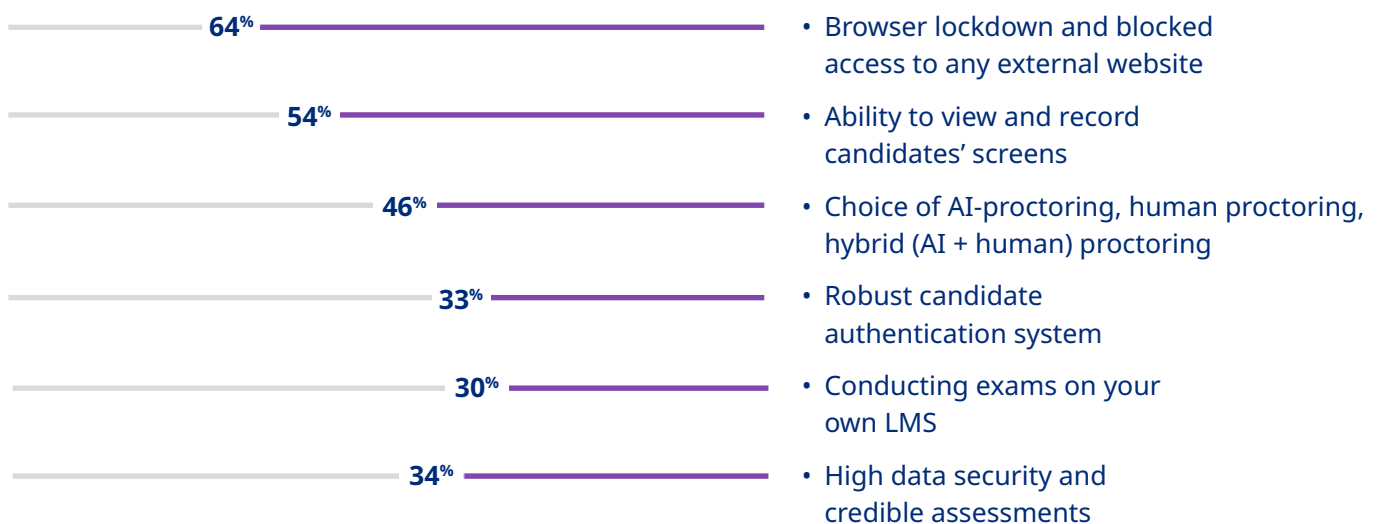 64%
• Browser lockdown and blocked
access to any external website
54%
• Ability to view and record
candidates’ screens
46%
• Choice of AI-proctoring, human proctoring,
hybrid (AI + human) proctoring
33%
• Robust candidate
authentication system
30%
• Conducting exams on your
own LMS
34%
• High data security and
credible assessments